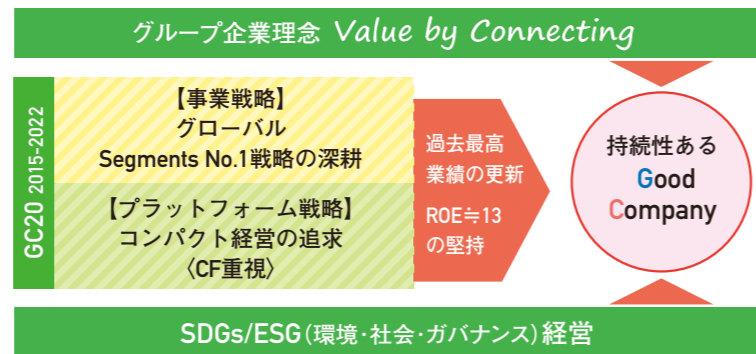 グループ企業理念 Value by Connecting
GC20 2015-2022
【事業戦略】
グローバル
Segments No.1戦略の深耕
【プラットフォーム戦略】
コンパクト経営の追求
〈CF重視〉
過去最高
業績の更新
ROE≒13
の堅持
持続性ある
Good
Company
SDGs/ESG(環境・社会・ガバナンス)経営